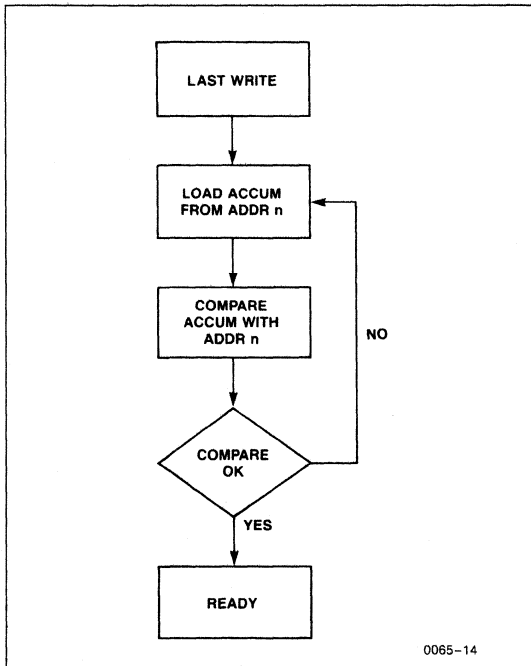 LAST WRITE
LOAD ACCUM
FROM ADDR n
COMPARE
ACCUM WITH
ADDR n
NO
COMPARE
OK
YES
READY
0065-14